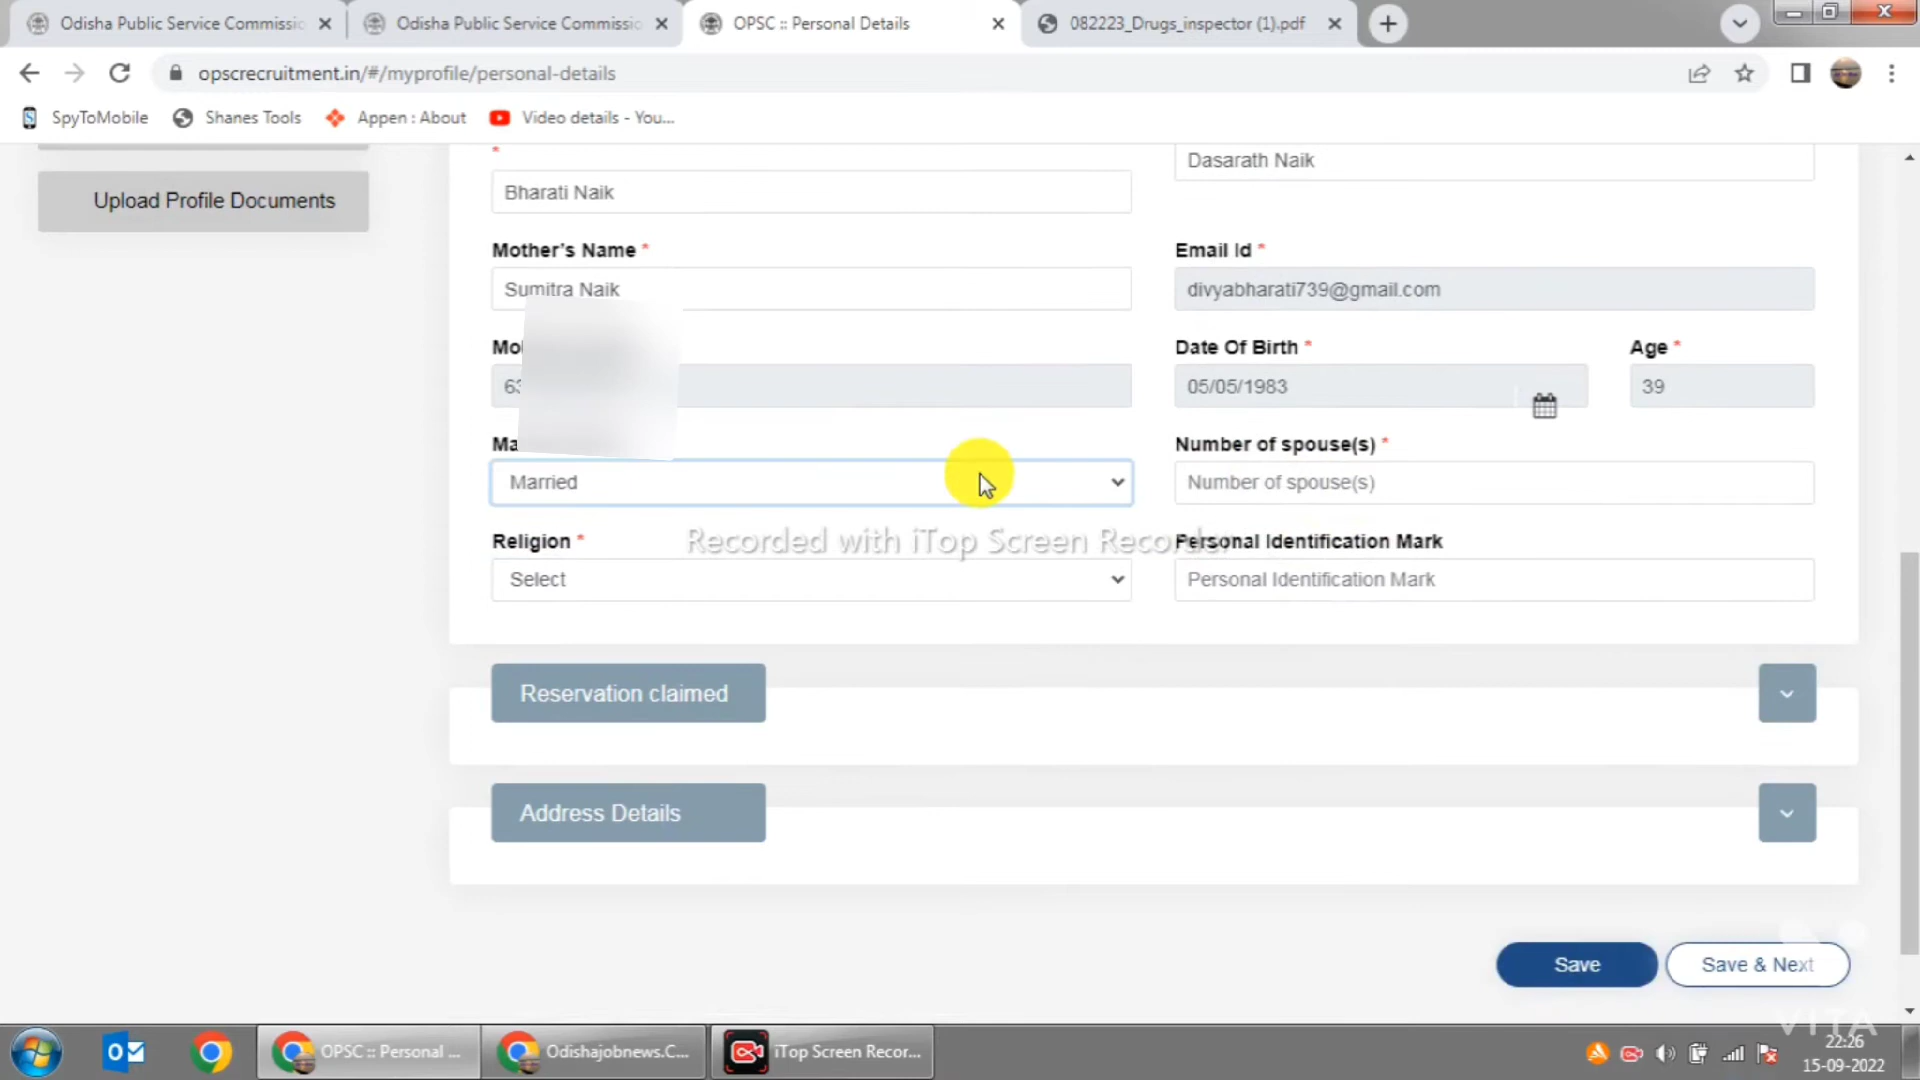 Odisha Public Service Commissio
Odisha Public Service Commissio
OPSC :: Personal Details
082223_Drugs_inspector (1).pdf
opscrecruitment.in/#/myprofile/personal-details
SpyToMobile
Shanes Tools
Appen : About
Video details - You...
*
Dasarath Naik
Upload Profile Documents
Bharati Naik
Mother's Name *
Email Id *
Sumitra Naik
divyabharati739@gmail.com
Date Of Birth *
Age *
63
05/05/1983
39
Number of spouse(s) *
Married
Number of spouse(s)
Religion *
Recorded with iTop Screen Recorder
Personal Identification Mark
Select
Personal Identification Mark
Reservation claimed
Address Details
Save
Save & Next
VITA
OPSC :: Personal ...
Odishajobnews.C...
iTop Screen Recor...
22:26
15-09-2022